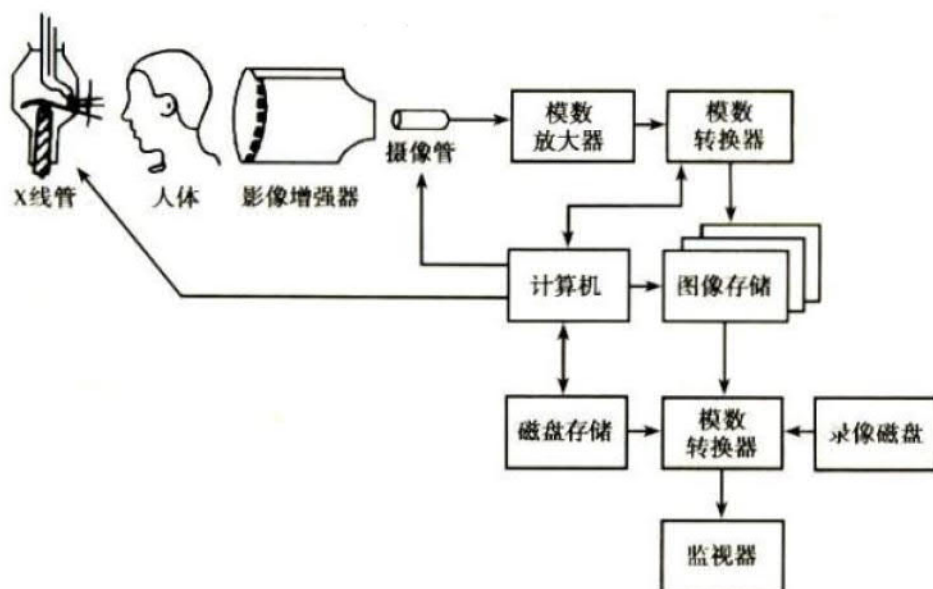 模数
放大器
模数
转换器
摄像管
X线管
人体
影像增强器
计算机
图像存储
磁盘存储
模数
转换器
录像磁盘
监视器